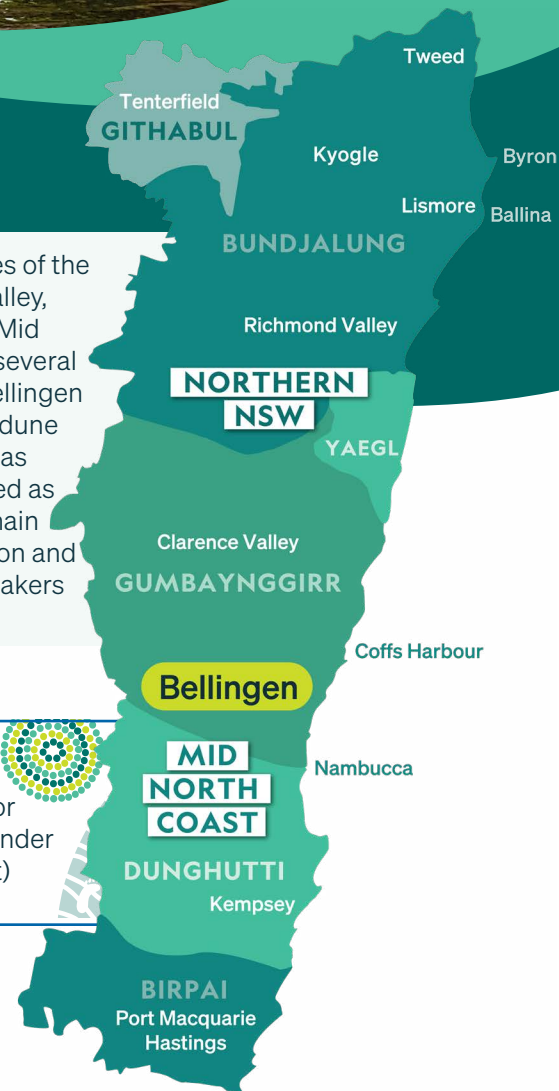 Tweed
Tenterfield
GITHABUL
Kyogle
Byron
Lismore
Ballina
BUNDJALUNG
es of the
alley,
Mid
several
ellingen
dune
as
ed as
nain
on and
akers
Richmond Valley
NORTHERN
NSW
YAEGL
Clarence Valley
GUMBAYNGGIRR
Coffs Harbour
Bellingen
MID
NORTH
COAST
Nambucca
or
nder
t)
DUNGHUTTI
Kempsey
BIRPAI
Port Macquarie
Hastings